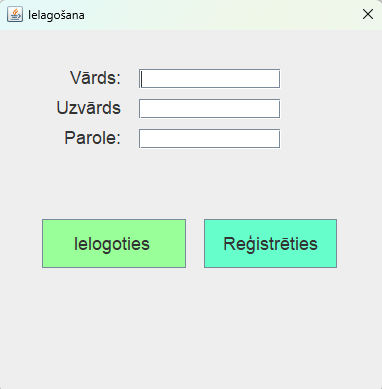 Ielagošana
Vārds:
Uzvārds
Parole:
Ielogoties
Reģistrēties